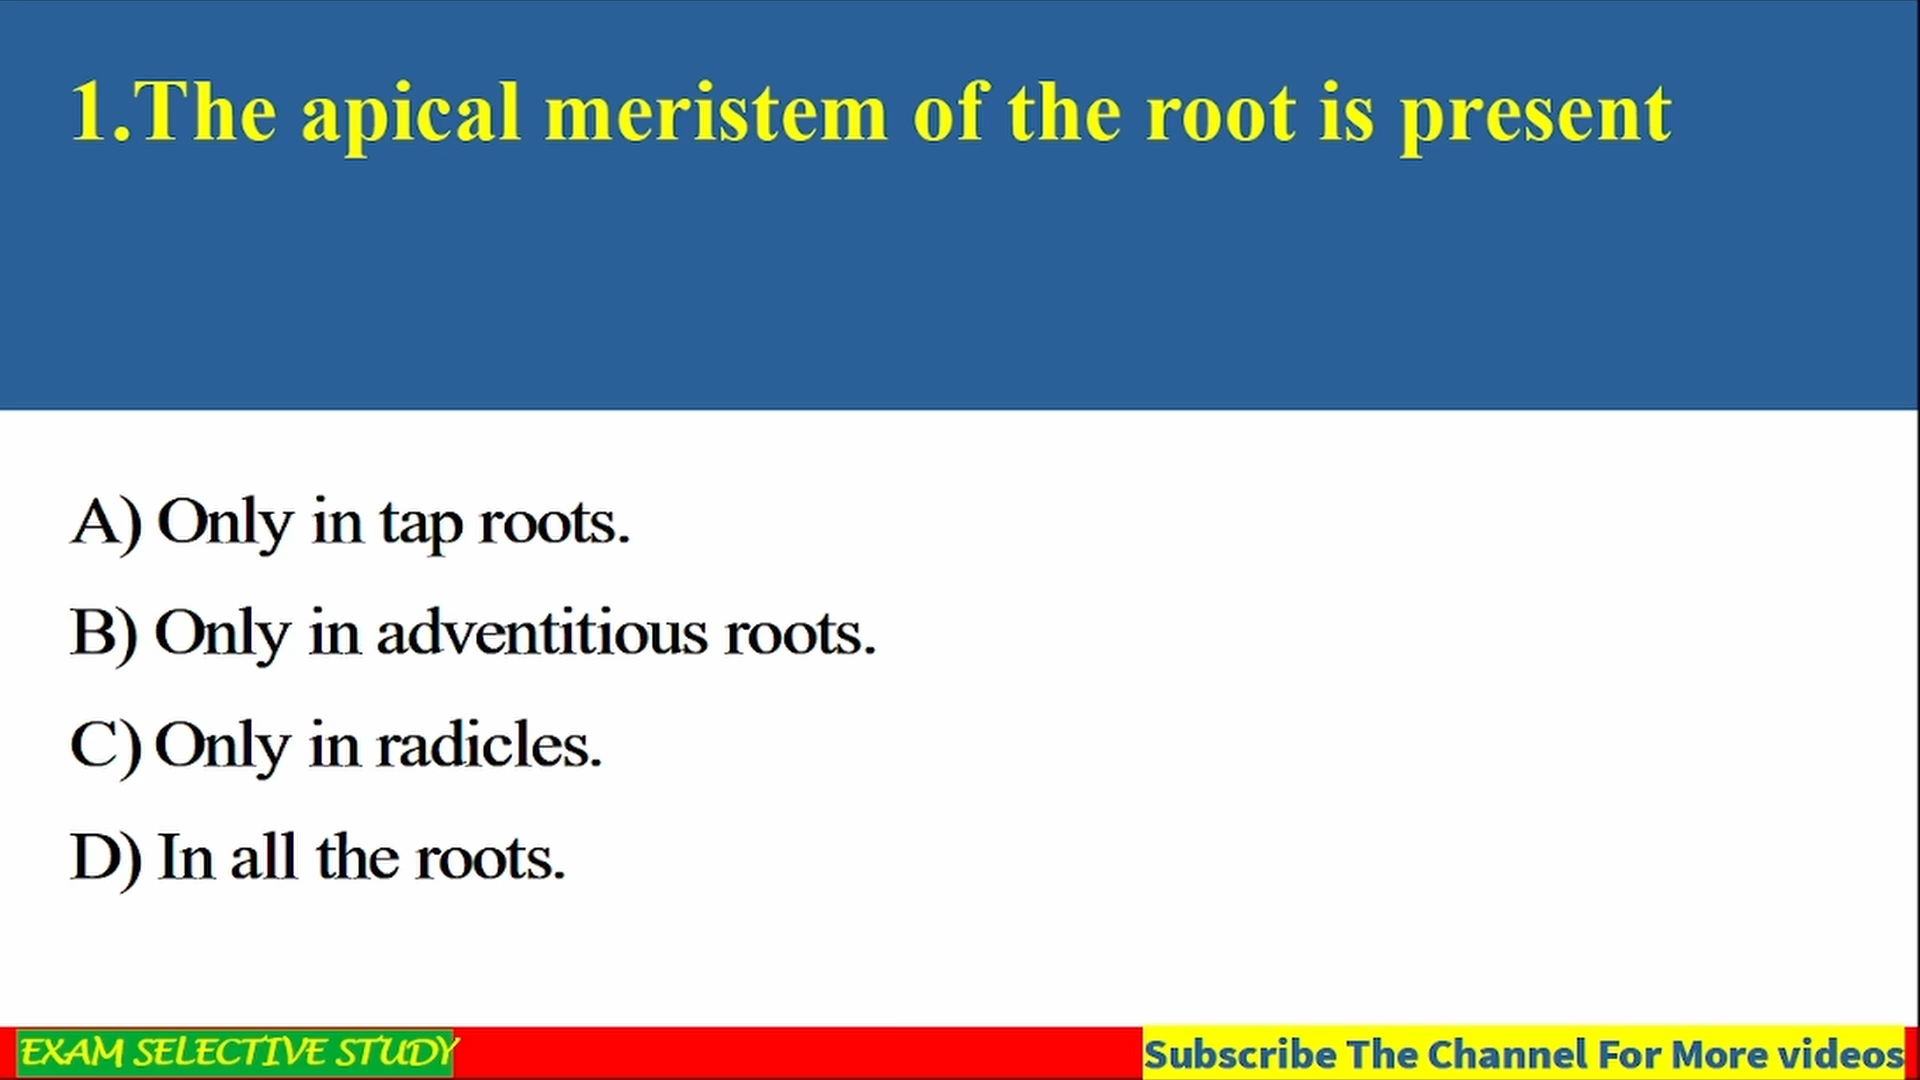 1.The apical meristem of the root is present
A) Only in tap roots.
B) Only in adventitious roots.
C) Only in radicles.
D) In all the roots.
EXAM SELECTIVE STUDY
Subscribe The Channel For More videos